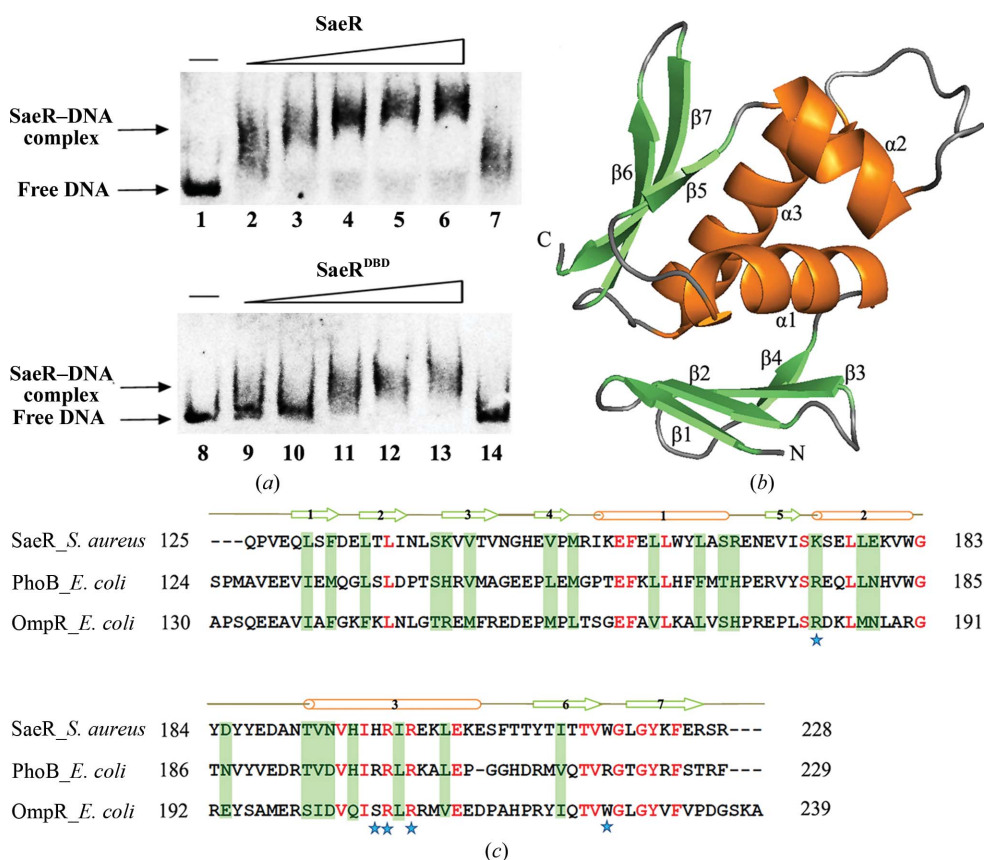 SaeR
—
SaeR–DNA
complex
Free DNA
1 2 3 4 5 6 7
SaeR^DBD
—
SaeR–DNA
complex
Free DNA
8 9 10 11 12 13 14
(a)
β7
β6
β5
α2
α3
C
α1
β4
β2
β3
β1
N
(b)
1 2 3 4 1 5 2
SaeR_S. aureus 125 ---QPVEQLSFDELTLINLSKVVTVNGHEVPMRIKEFELLWYLASRENEVISKSELLEKVWG 183
PhoB_E. coli 124 SPMAVEEVIEMQGLSLDPTSHRVMAGEEPLEMGPTEFKLLHFFMTHPERVYSREQLLNHVWG 185
OmpR_E. coli 130 APSQEEAVIAFGKFKLNLGTREMFREDEPMPLTSGEFAVLKALVSHPREPLSRDKLMNLARG 191
3 6 7
SaeR_S. aureus 184 YDYYEDANTVNVHIHRIREKLEKESFTTYTITTVWGLGYKFERSR--- 228
PhoB_E. coli 186 TNVYVEDRTVDVHIRRLRKALEP-GGHDRMVQTVRGTGYRFSTRF--- 229
OmpR_E. coli 192 REYSAMERSIDVQISRLRRMVEEDPAHPRYIQTVWGLGYVFVPDGSKA 239
(c)